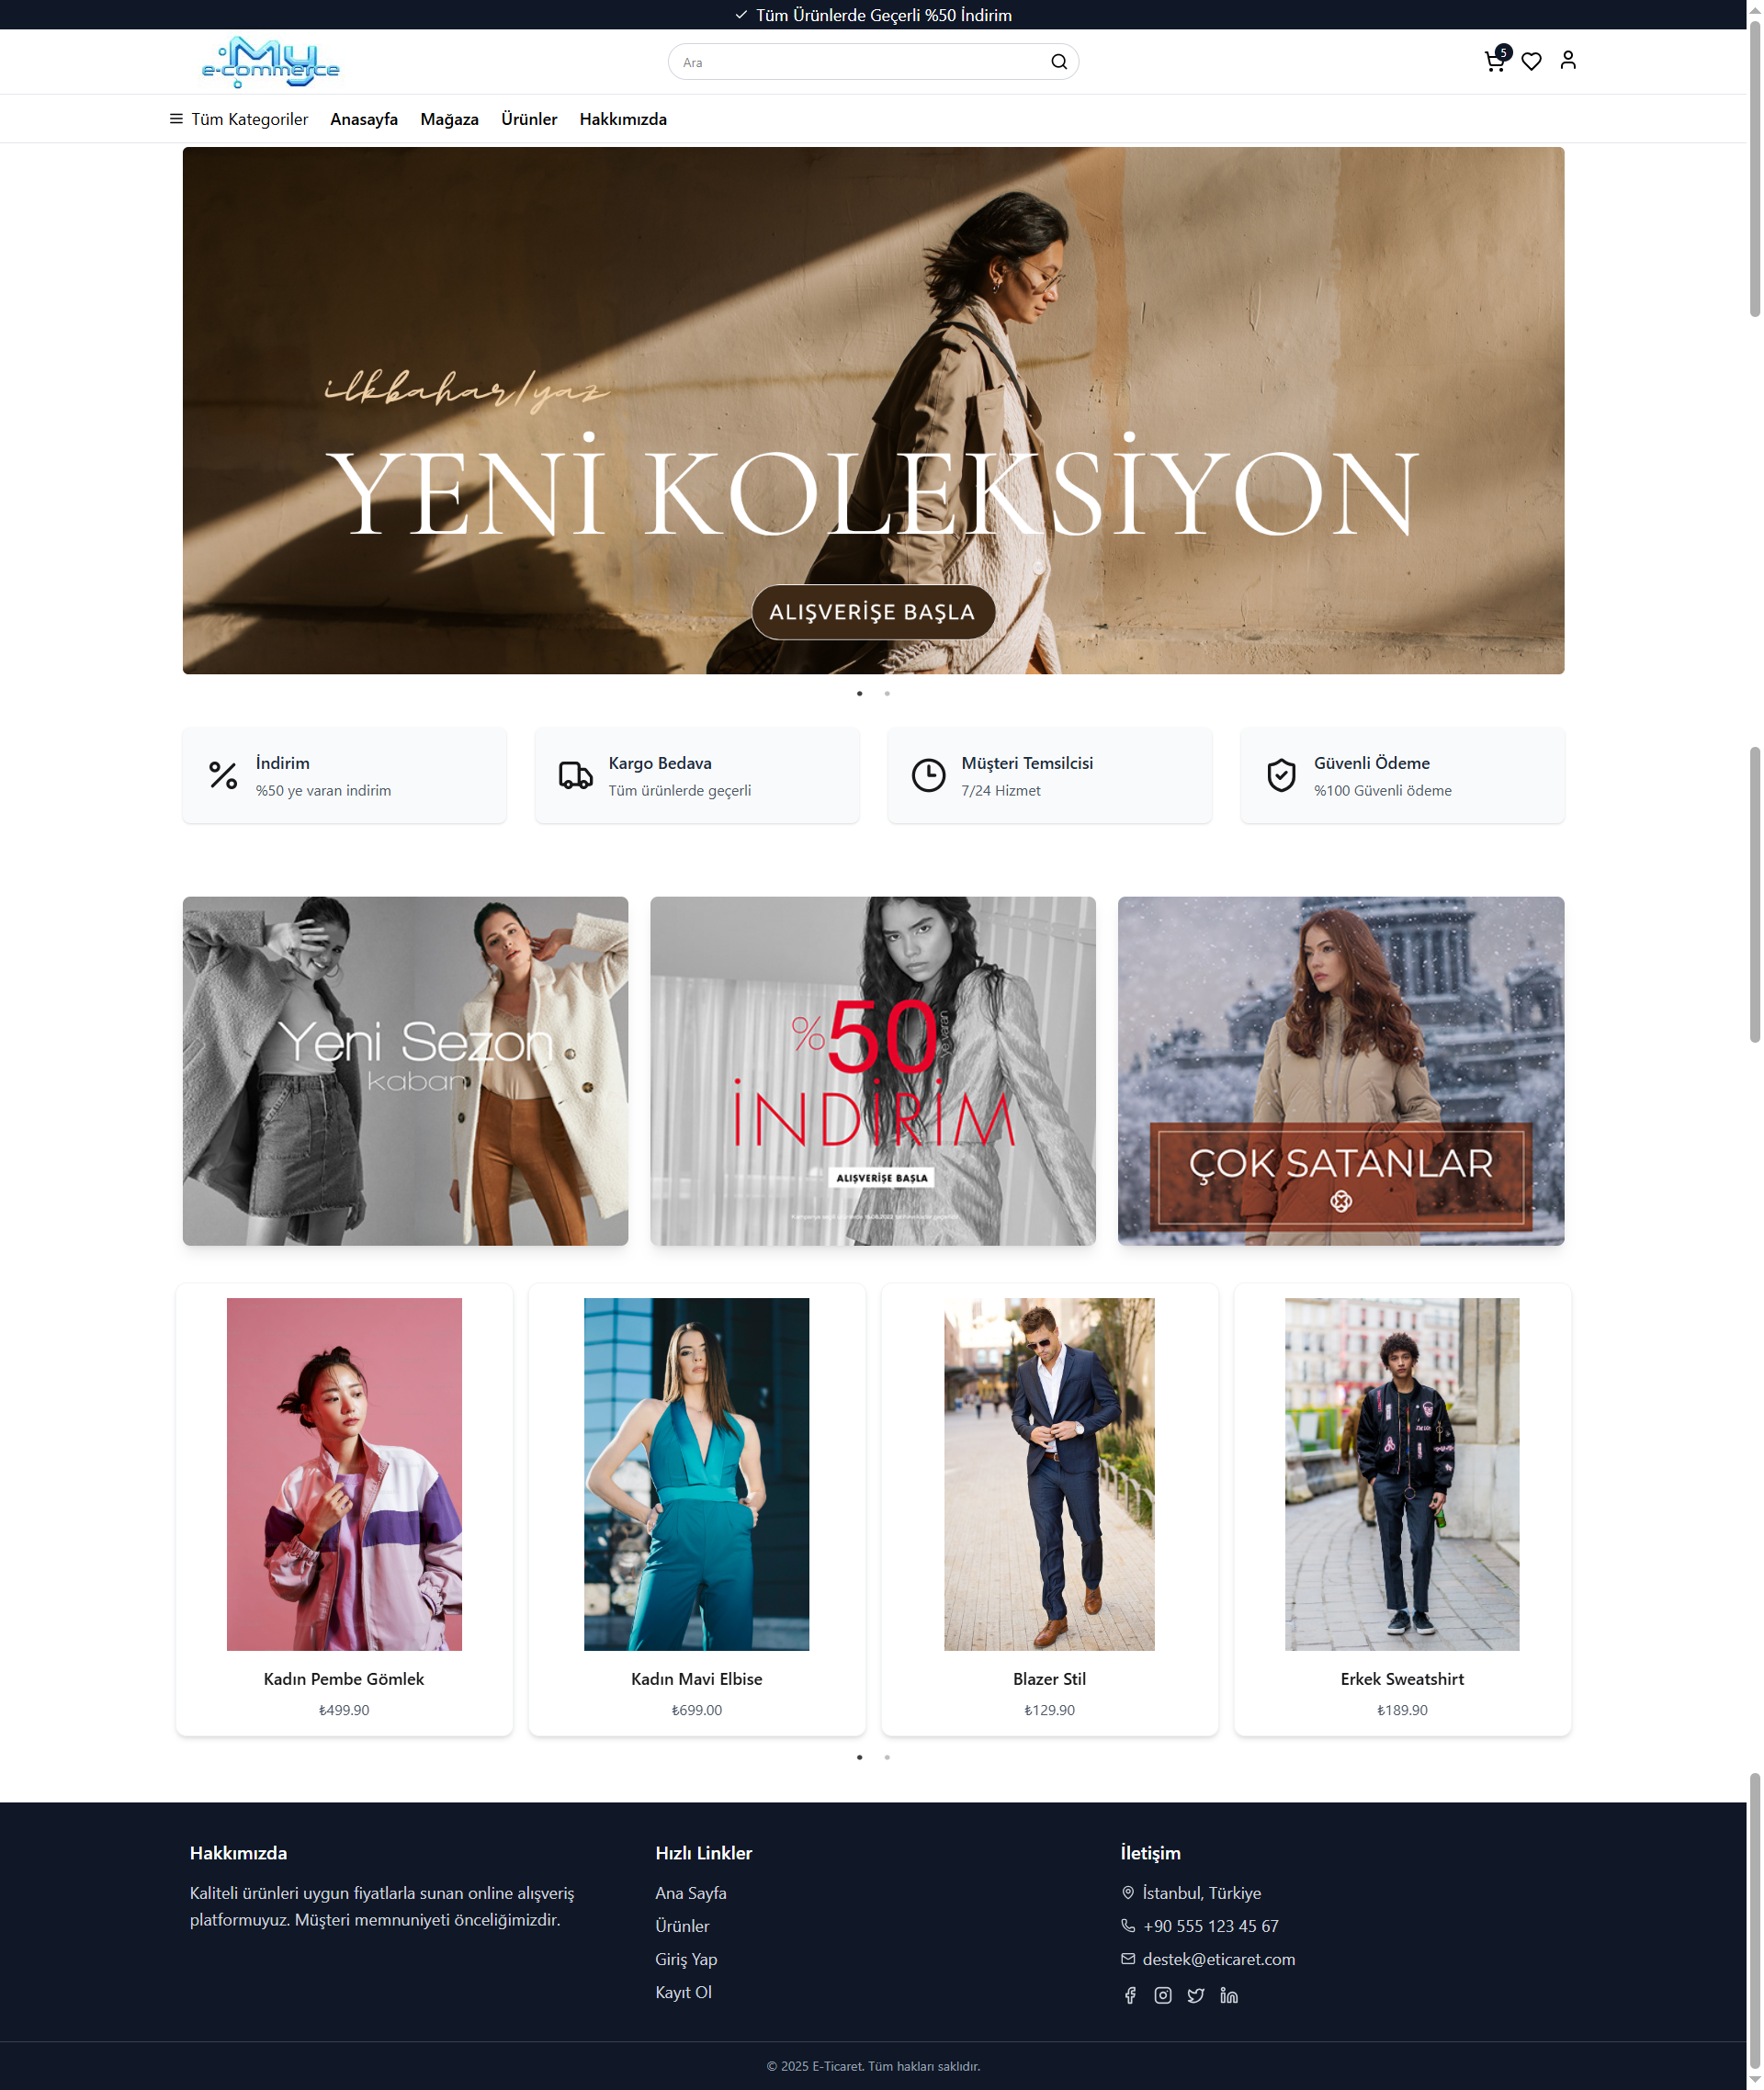 Tüm Ürünlerde Geçerli %50 İndirim
My
e-commerce
Ara
5
Tüm Kategoriler
Anasayfa
Mağaza
Ürünler
Hakkımızda
ilkbahar/yaz
YENİ KOLEKSİYON
ALIŞVERİŞE BAŞLA
İndirim
%50 ye varan indirim
Kargo Bedava
Tüm ürünlerde geçerli
Müşteri Temsilcisi
7/24 Hizmet
Güvenli Ödeme
%100 Güvenli ödeme
Yeni Sezon
kaban
%50
ye varan
İNDİRİM
ALIŞVERİŞE BAŞLA
ÇOK SATANLAR
Kadın Pembe Gömlek
₺499.90
Kadın Mavi Elbise
₺699.00
Blazer Stil
₺129.90
Erkek Sweatshirt
₺189.90
Hakkımızda
Kaliteli ürünleri uygun fiyatlarla sunan online alışveriş
platformuyuz. Müşteri memnuniyeti önceliğimizdir.
Hızlı Linkler
Ana Sayfa
Ürünler
Giriş Yap
Kayıt Ol
İletişim
İstanbul, Türkiye
+90 555 123 45 67
destek@eticaret.com
© 2025 E-Ticaret. Tüm hakları saklıdır.